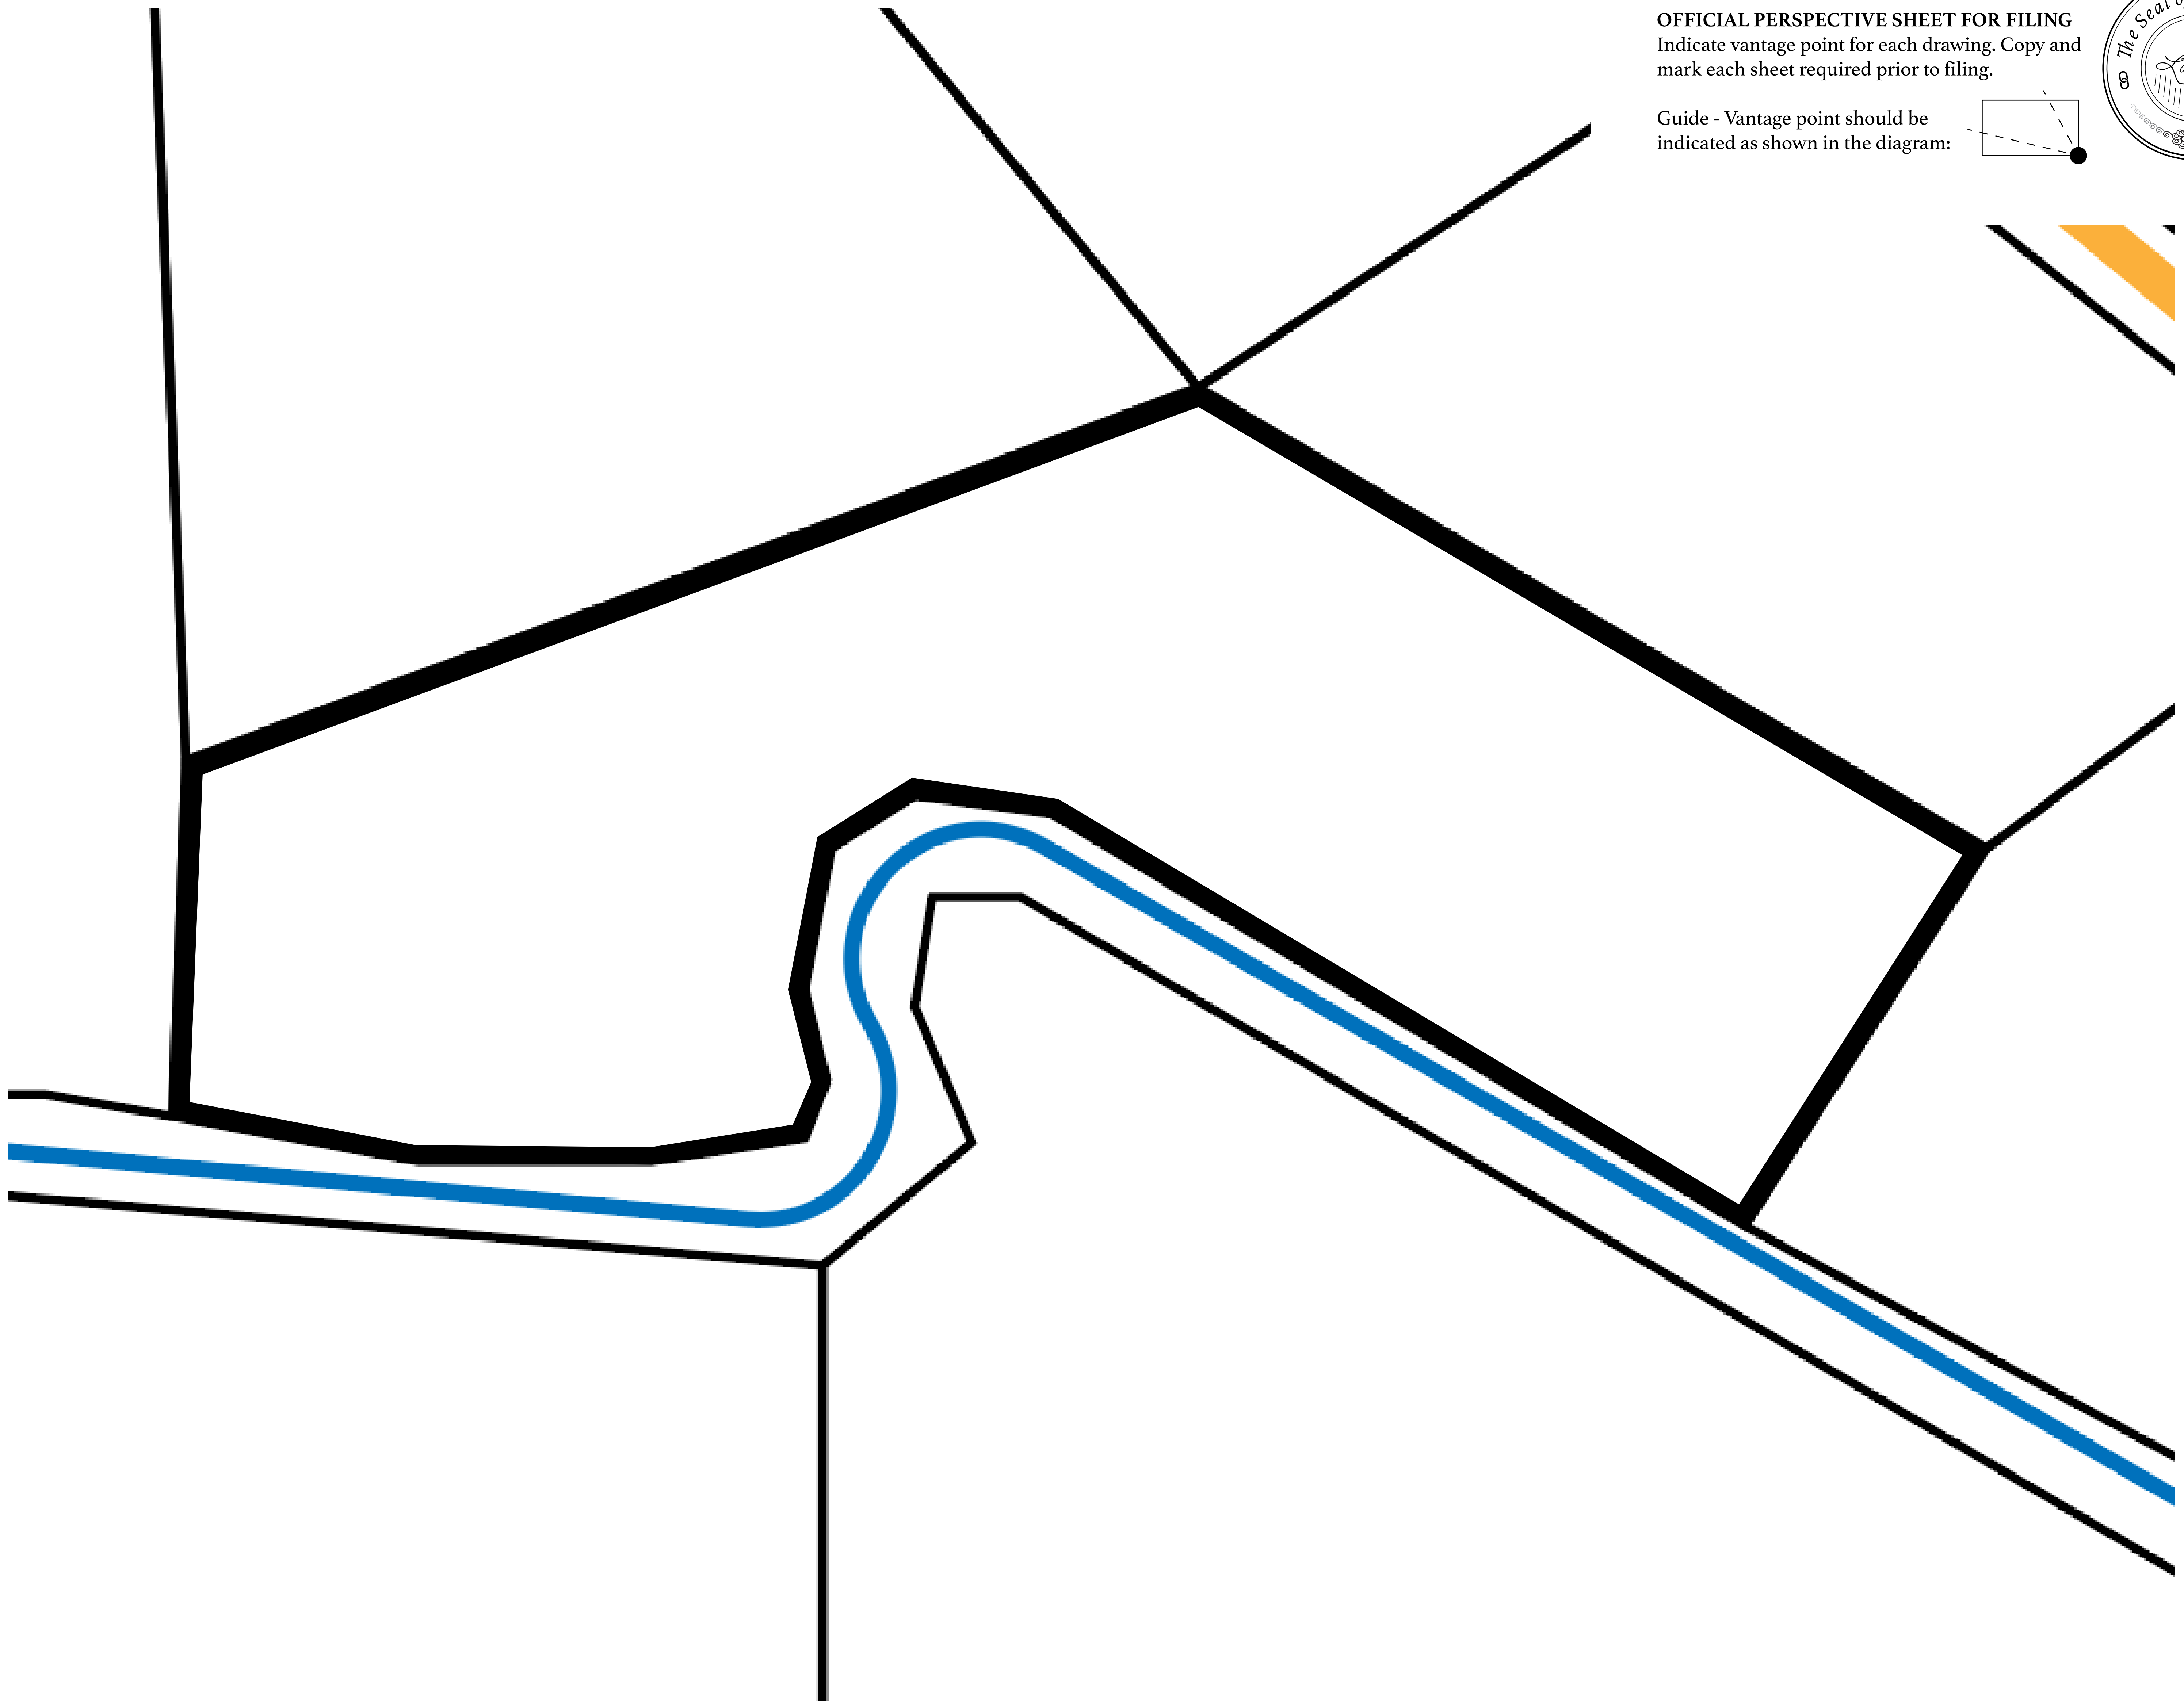 OFFICIAL PERSPECTIVE SHEET FOR FILING
Indicate vantage point for each drawing. Copy and
mark each sheet required prior to filing.
Guide - Vantage point should be
indicated as shown in the diagram:
The Seal o